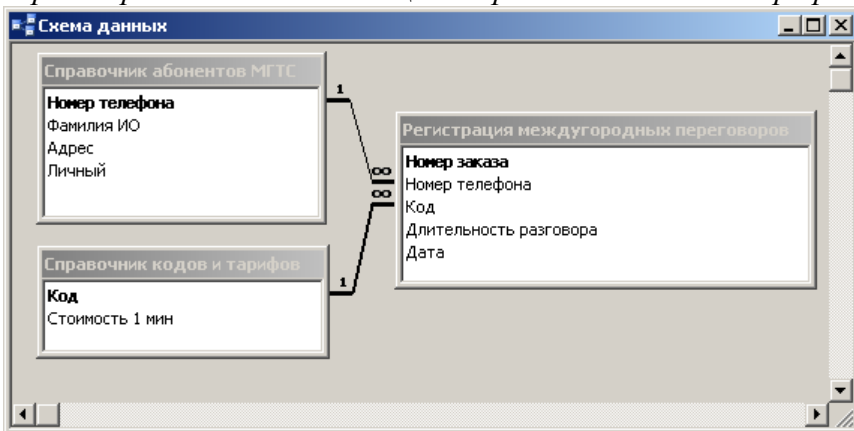 Схема данных
Справочник абонентов МГТС
Номер телефона
Фамилия ИО
Адрес
Личный
1
∞
∞
Справочник кодов и тарифов
Код
Стоимость 1 мин
1
Регистрация междугородных переговоров
Номер заказа
Номер телефона
Код
Длительность разговора
Дата